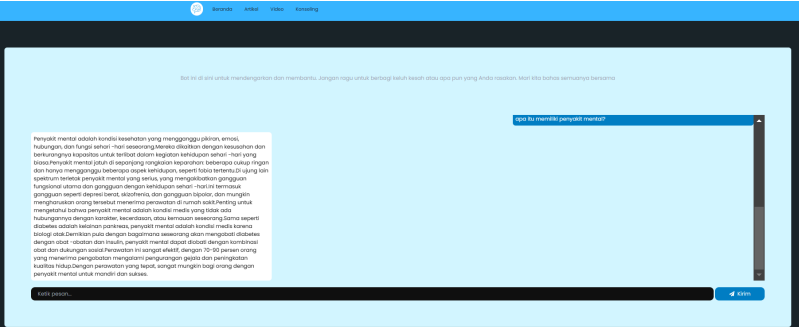 Beranda Artikel Video Konseling
Bot ini di sini untuk mendengarkan dan membantu. Jangan ragu untuk berbagi keluh kesah atau apa pun yang Anda rasakan. Mari kita bahas semuanya bersama
apa itu memiliki penyakit mental?
Penyakit mental adalah kondisi kesehatan yang mengganggu pikiran, emosi,
hubungan, dan fungsi sehari -hari seseorang.Mereka dikaitkan dengan kesusahan dan
berkurangnya kapasitas untuk terlibat dalam kegiatan kehidupan sehari -hari yang
biasa.Penyakit mental jatuh di sepanjang rangkaian keparahan: beberapa cukup ringan
dan hanya mengganggu beberapa aspek kehidupan, seperti fobia tertentu.Di ujung lain
spektrum terletak penyakit mental yang serius, yang mengakibatkan gangguan
fungsional utama dan gangguan dengan kehidupan sehari -hari.Ini termasuk
gangguan seperti depresi berat, skizofrenia, dan gangguan bipolar, dan mungkin
mengharuskan orang tersebut menerima perawatan di rumah sakit.Penting untuk
mengetahui bahwa penyakit mental adalah kondisi medis yang tidak ada
hubungannya dengan karakter, kecerdasan, atau kemauan seseorang.Sama seperti
diabetes adalah kelainan pankreas, penyakit mental adalah kondisi medis karena
biologi otak.Demikian pula dengan bagaimana seseorang akan mengobati diabetes
dengan obat -obatan dan insulin, penyakit mental dapat diobati dengan kombinasi
obat dan dukungan sosial.Perawatan ini sangat efektif, dengan 70-90 persen orang
yang menerima pengobatan mengalami pengurangan gejala dan peningkatan
kualitas hidup.Dengan perawatan yang tepat, sangat mungkin bagi orang dengan
penyakit mental untuk mandiri dan sukses.
Ketik pesan... Kirim